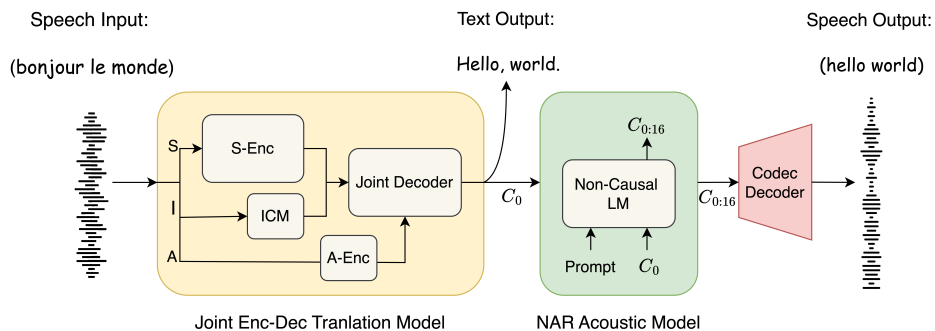 Speech Input:
Text Output:
Speech Output:
(bonjour le monde)
Hello, world.
(hello world)
S
S-Enc
I
ICM
A
A-Enc
Joint Decoder
C₀
C₀:₁₆
Non-Causal
LM
Prompt
C₀
C₀:₁₆
Codec
Decoder
Joint Enc-Dec Tranlation Model
NAR Acoustic Model